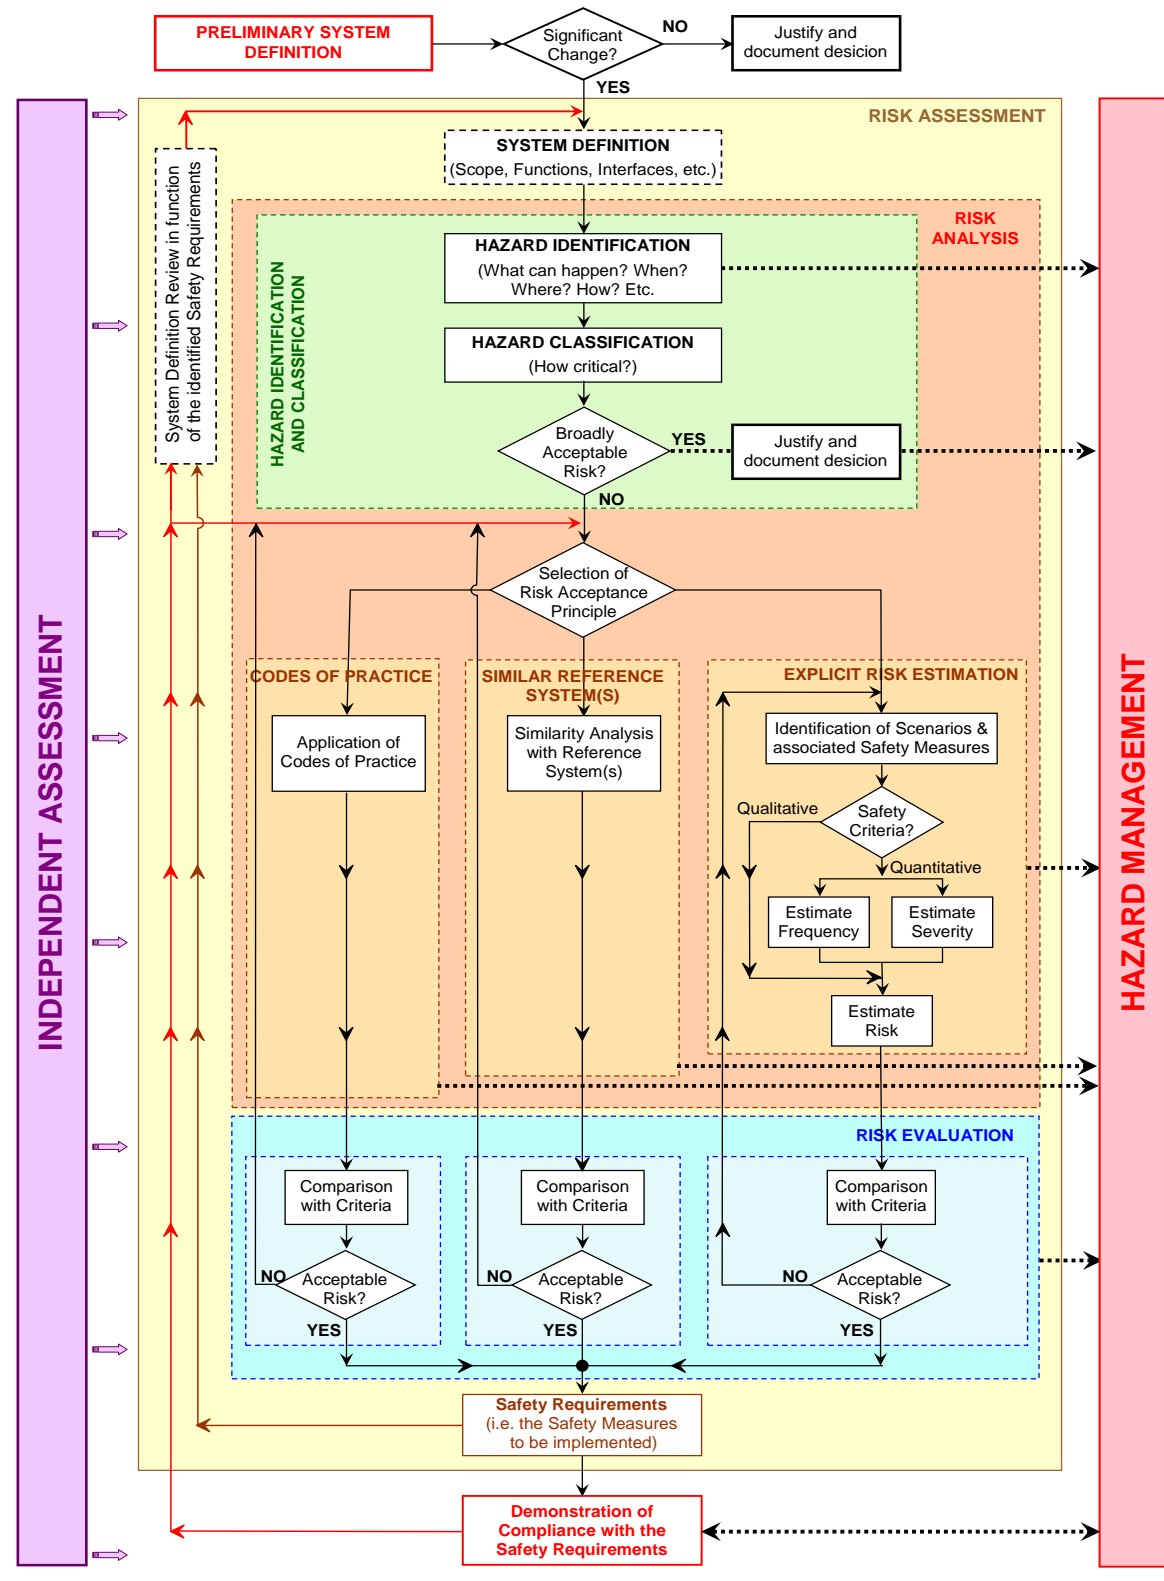 PRELIMINARY SYSTEM
DEFINITION
Significant
Change?
NO
Justify and
document desicion
YES
RISK ASSESSMENT
SYSTEM DEFINITION
(Scope, Functions, Interfaces, etc.)
System Definition Review in function
of the identified Safety Requirements
RISK
ANALYSIS
HAZARD IDENTIFICATION
AND CLASSIFICATION
HAZARD IDENTIFICATION
(What can happen? When?
Where? How? Etc.
HAZARD CLASSIFICATION
(How critical?)
Broadly
Acceptable
Risk?
YES
Justify and
document desicion
NO
Selection of
Risk Acceptance
Principle
INDEPENDENT ASSESSMENT
HAZARD MANAGEMENT
CODES OF PRACTICE
SIMILAR REFERENCE
SYSTEM(S)
EXPLICIT RISK ESTIMATION
Application of
Codes of Practice
Similarity Analysis
with Reference
System(s)
Identification of Scenarios &
associated Safety Measures
Qualitative
Safety
Criteria?
Quantitative
Estimate
Frequency
Estimate
Severity
Estimate
Risk
RISK EVALUATION
Comparison
with Criteria
Comparison
with Criteria
Comparison
with Criteria
NO
Acceptable
Risk?
NO
Acceptable
Risk?
NO
Acceptable
Risk?
YES
YES
YES
Safety Requirements
(i.e. the Safety Measures
to be implemented)
Demonstration of
Compliance with the
Safety Requirements